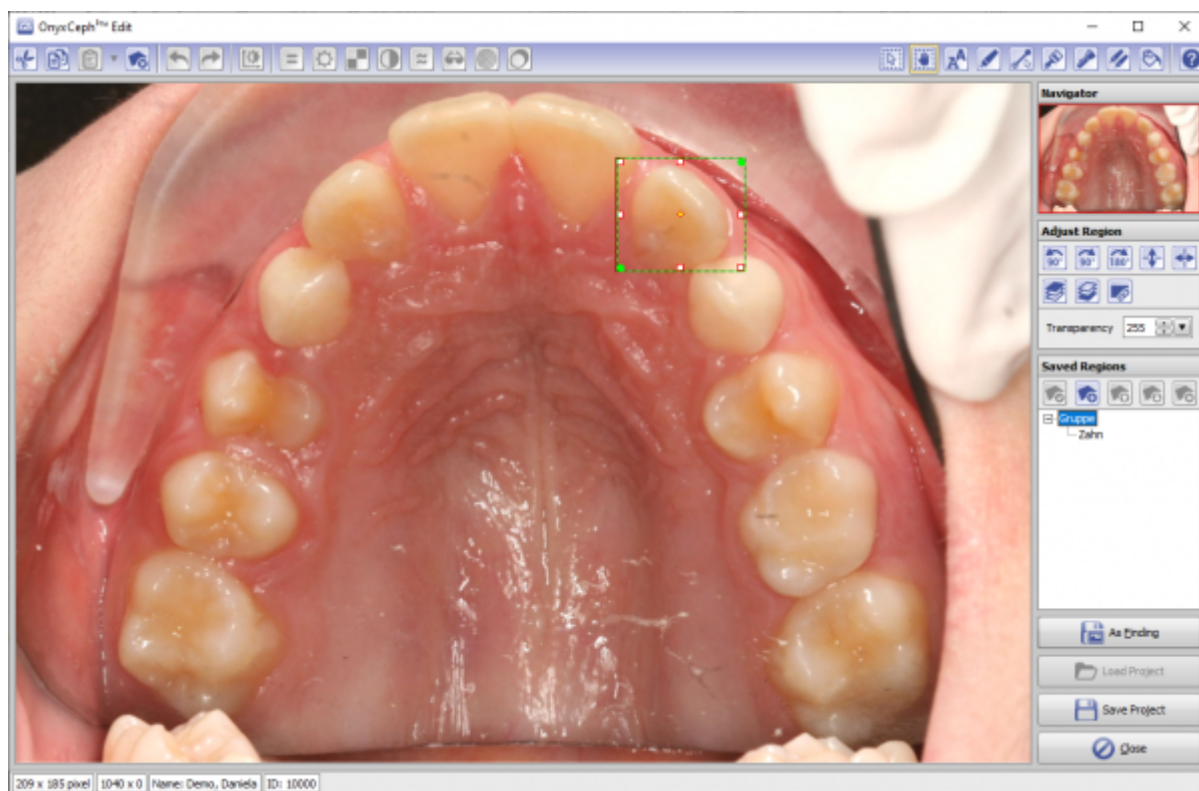 OnyxCeph³™ Edit
Navigator
Adjust Region
90° 90° 180°
Transparency 255
Saved Regions
Gruppe
Zahn
As Finding
Load Project
Save Project
Close
209 x 185 pixel 1040 x 0 Name: Demo, Daniela ID: 10000